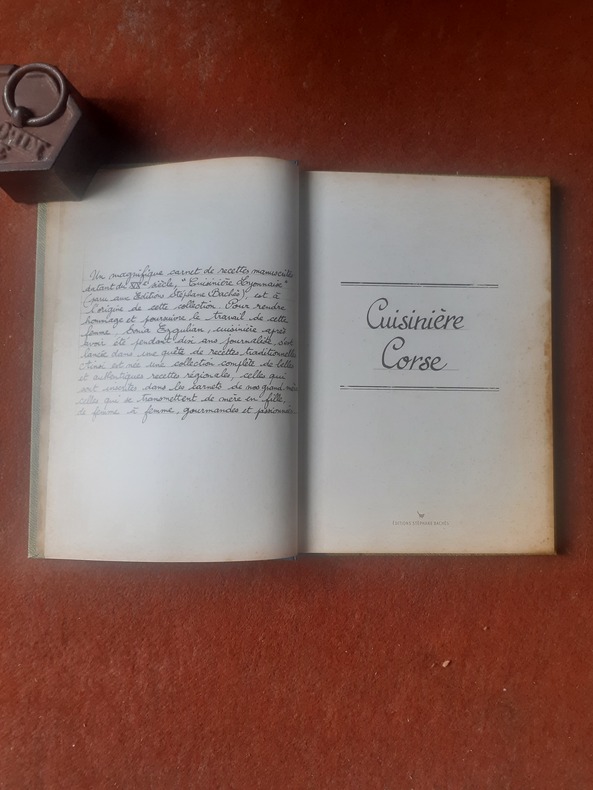 Un magnifique carnet de recettes manuscrites
datant du XIXe siècle, "Cuisinière Lyonnaise"
(paru aux Éditions Stéphane Bachès), est à
l'origine de cette collection. Pour rendre
hommage et poursuivre le travail de cette
femme, Sonia Ezgulian, cuisinière après
avoir été pendant dix ans journaliste, s'est
lancée dans une quête de recettes traditionnelles
Ainsi est née une collection complète de belles
et authentiques recettes régionales, celles qui
sont inscrites dans les carnets de nos grand-mères
celles qui se transmettent de mère en fille,
de femme à femme, gourmandes et passionnées
Cuisinière
Corse
ÉDITIONS STÉPHANE BACHÈS